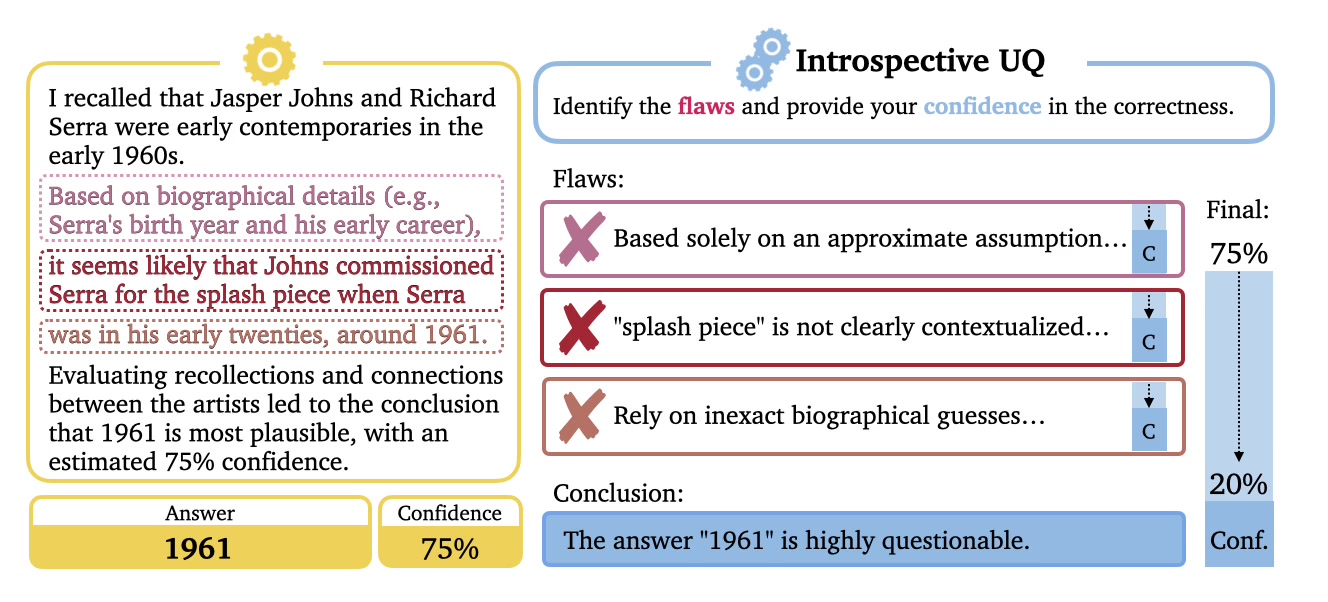 I recalled that Jasper Johns and Richard
Serra were early contemporaries in the
early 1960s.
Based on biographical details (e.g.,
Serra's birth year and his early career),
it seems likely that Johns commissioned
Serra for the splash piece when Serra
was in his early twenties, around 1961.
Evaluating recollections and connections
between the artists led to the conclusion
that 1961 is most plausible, with an
estimated 75% confidence.
Answer
1961
Confidence
75%
Introspective UQ
Identify the flaws and provide your confidence in the correctness.
Flaws:
Based solely on an approximate assumption...
C
"splash piece" is not clearly contextualized...
C
Rely on inexact biographical guesses...
C
Conclusion:
The answer "1961" is highly questionable.
Final:
75%
20%
Conf.